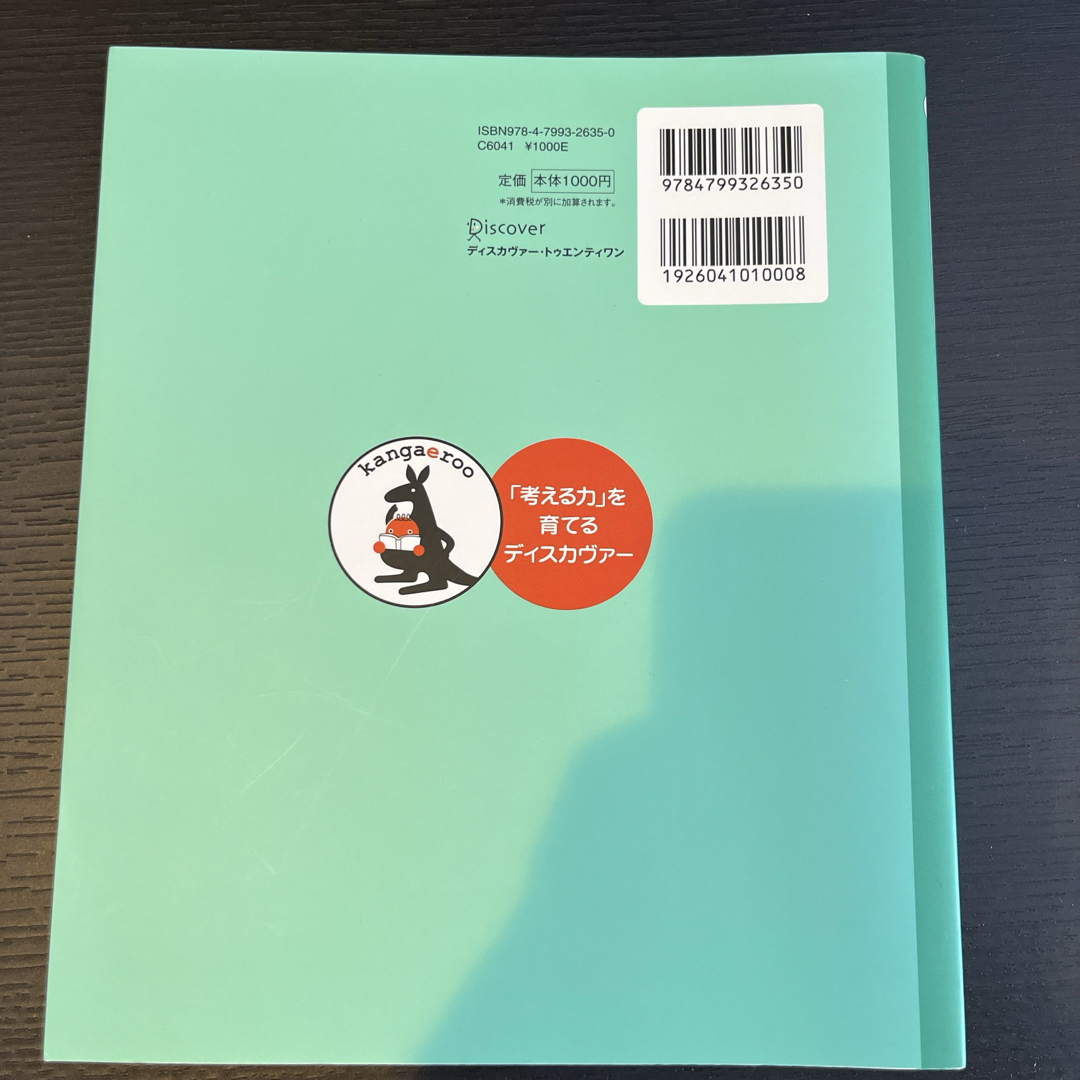 ISBN978-4-7993-2635-0
C6041 ¥1000E
定価 本体1000円
*消費税が別に加算されます。
Discover
ディスカヴァー・トゥエンティワン
9784799326350
1926041010008
kangaeroo
「考える力」を
育てる
ディスカヴァー